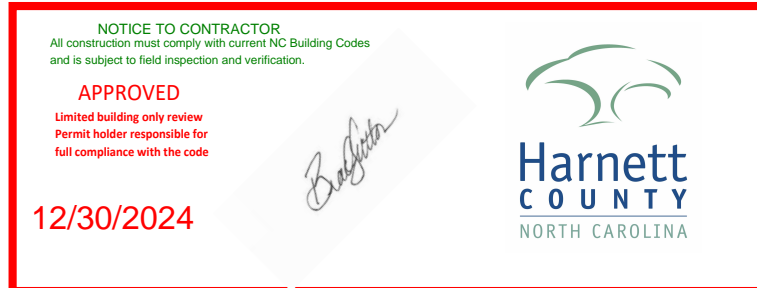 NOTICE TO CONTRACTOR
All construction must comply with current NC Building Codes
and is subject to field inspection and verification.
APPROVED
Limited building only review
Permit holder responsible for
full compliance with the code
12/30/2024
Harnett
COUNTY
NORTH CAROLINA